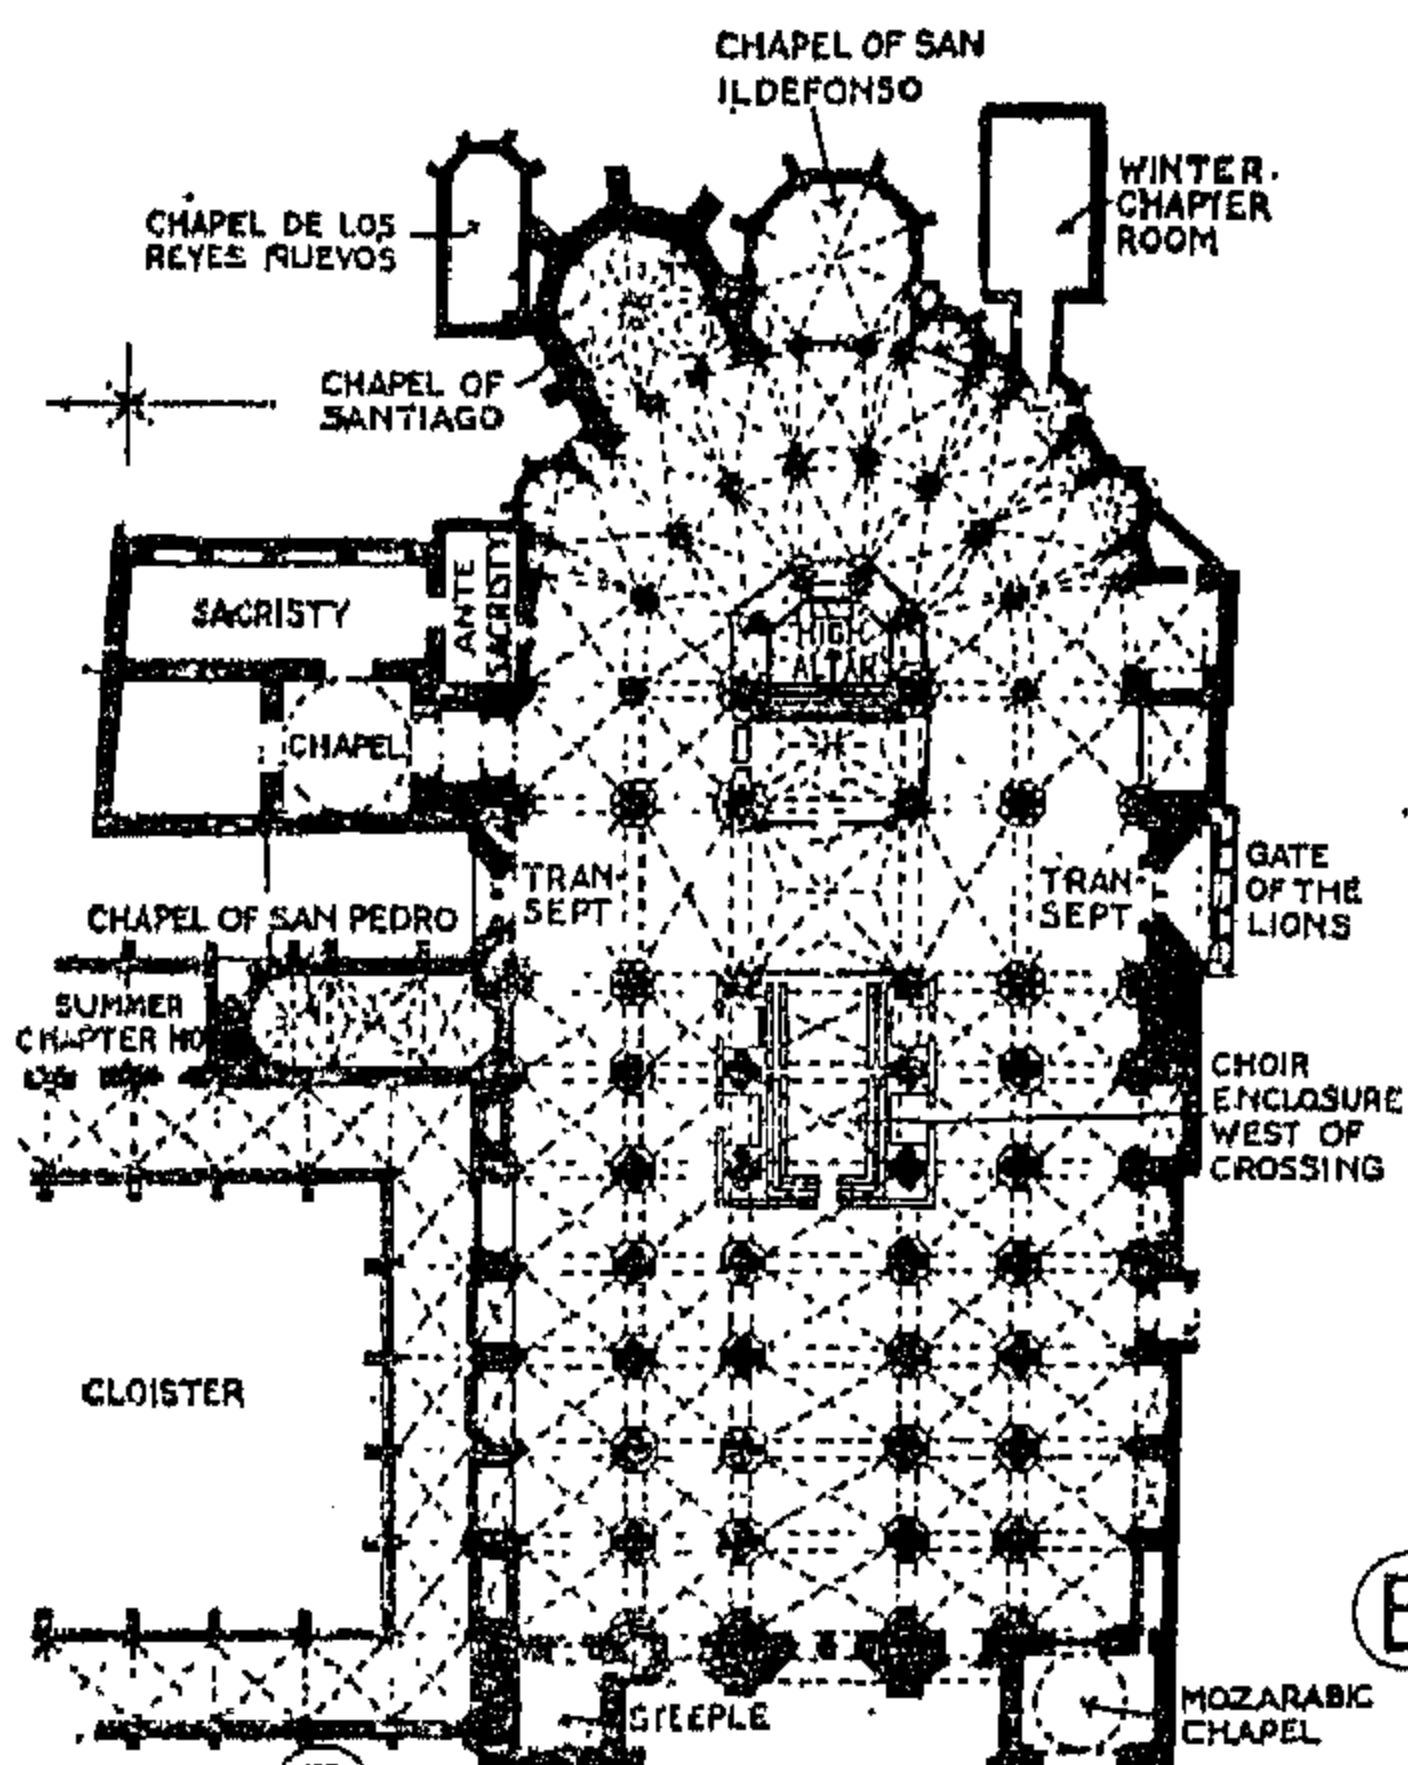 CHAPEL OF SAN
ILDEFONSO
WINTER
CHAPTER
ROOM
CHAPEL DE LOS
REYES NUEVOS
CHAPEL OF
SANTIAGO
SACRISTY
ANTE
SACRISTY
HIGH
ALTAR
CHAPEL
TRAN-
SEPT
TRAN-
SEPT
GATE
OF THE
LIONS
CHAPEL OF SAN PEDRO
SUMMER
CHAPTER HO
CHOIR
ENCLOSURE
WEST OF
CROSSING
CLOISTER
STEEPLE
MOZARABIC
CHAPEL